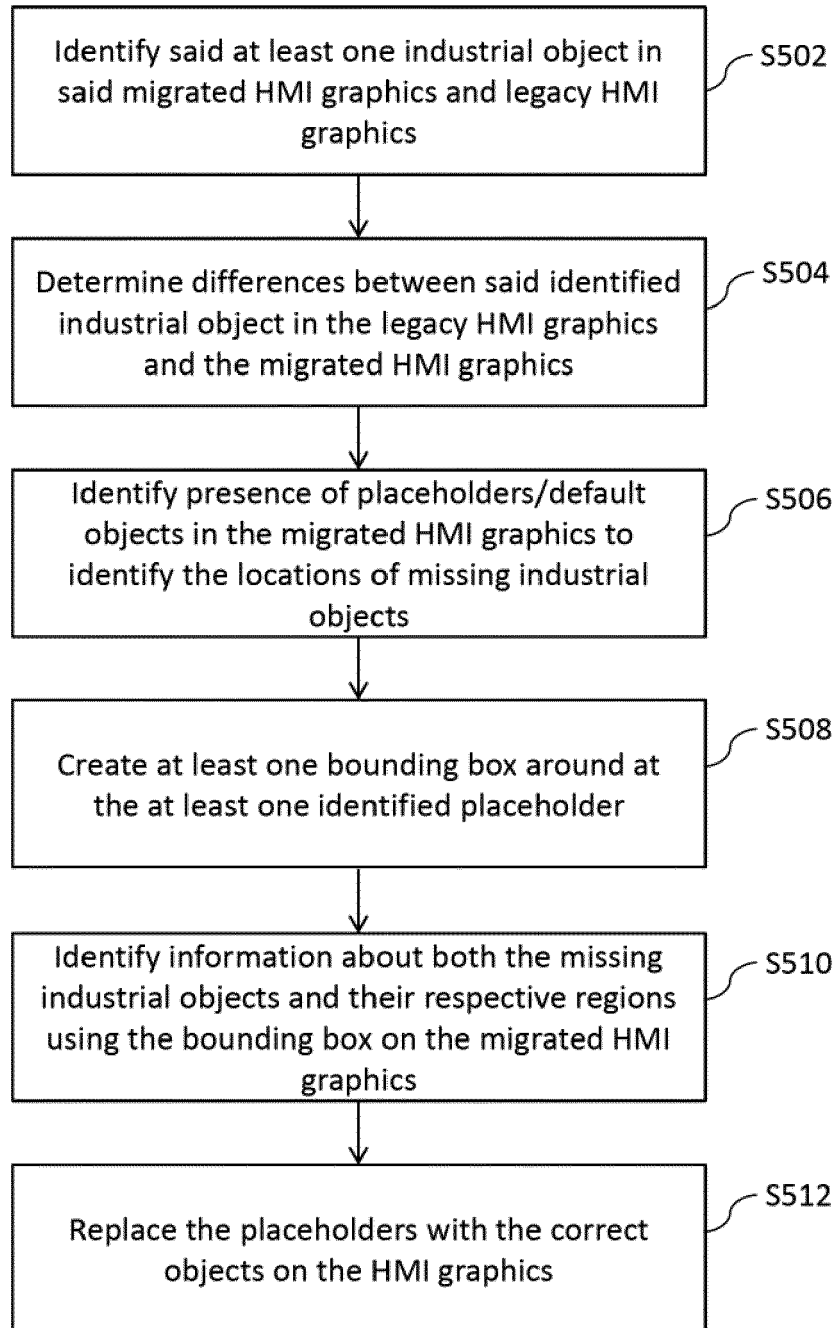 Identify said at least one industrial object in
said migrated HMI graphics and legacy HMI
graphics
S502
Determine differences between said identified
industrial object in the legacy HMI graphics
and the migrated HMI graphics
S504
Identify presence of placeholders/default
objects in the migrated HMI graphics to
identify the locations of missing industrial
objects
S506
Create at least one bounding box around at
the at least one identified placeholder
S508
Identify information about both the missing
industrial objects and their respective regions
using the bounding box on the migrated HMI
graphics
S510
Replace the placeholders with the correct
objects on the HMI graphics
S512